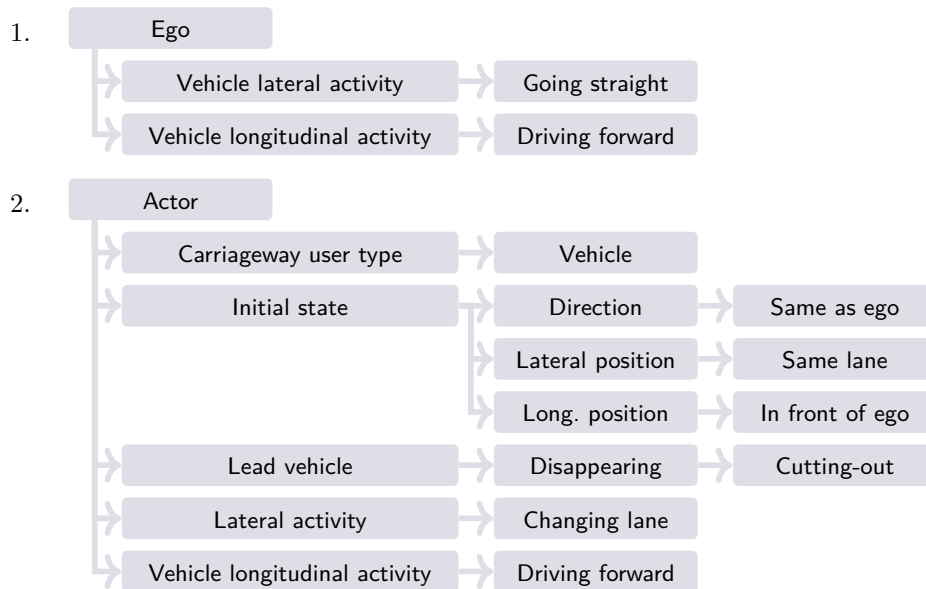 1. Ego
Vehicle lateral activity Going straight
Vehicle longitudinal activity Driving forward
2. Actor
Carriageway user type Vehicle
Initial state Direction Same as ego
Lateral position Same lane
Long. position In front of ego
Lead vehicle Disappearing Cutting-out
Lateral activity Changing lane
Vehicle longitudinal activity Driving forward